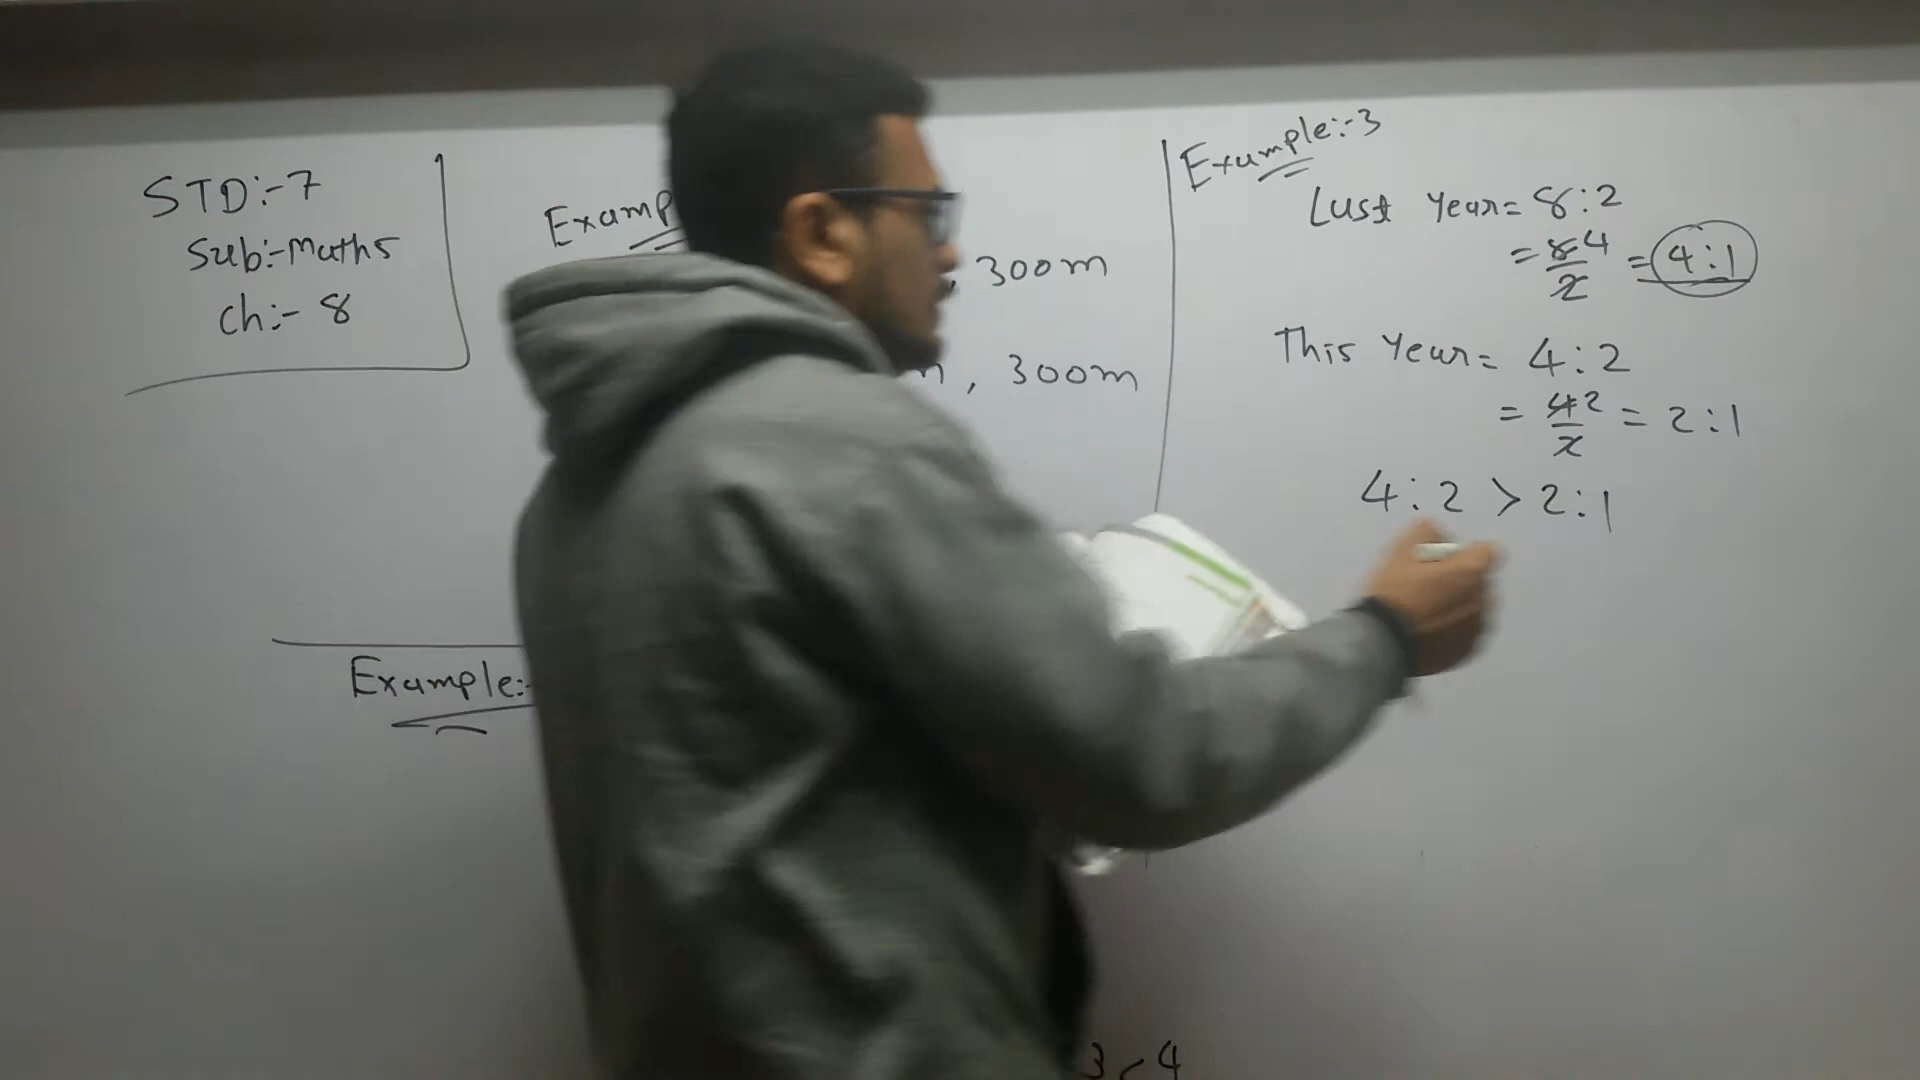 STD:-7
Sub:-Maths
Ch:- 8
300m
, 300m
Example:-
Example:-3
Last Year= 8:2
= 8 4 / 2 = 4:1
This Year= 4:2
= 4 2 / 2 = 2:1
4:2 > 2:1
3 < 4